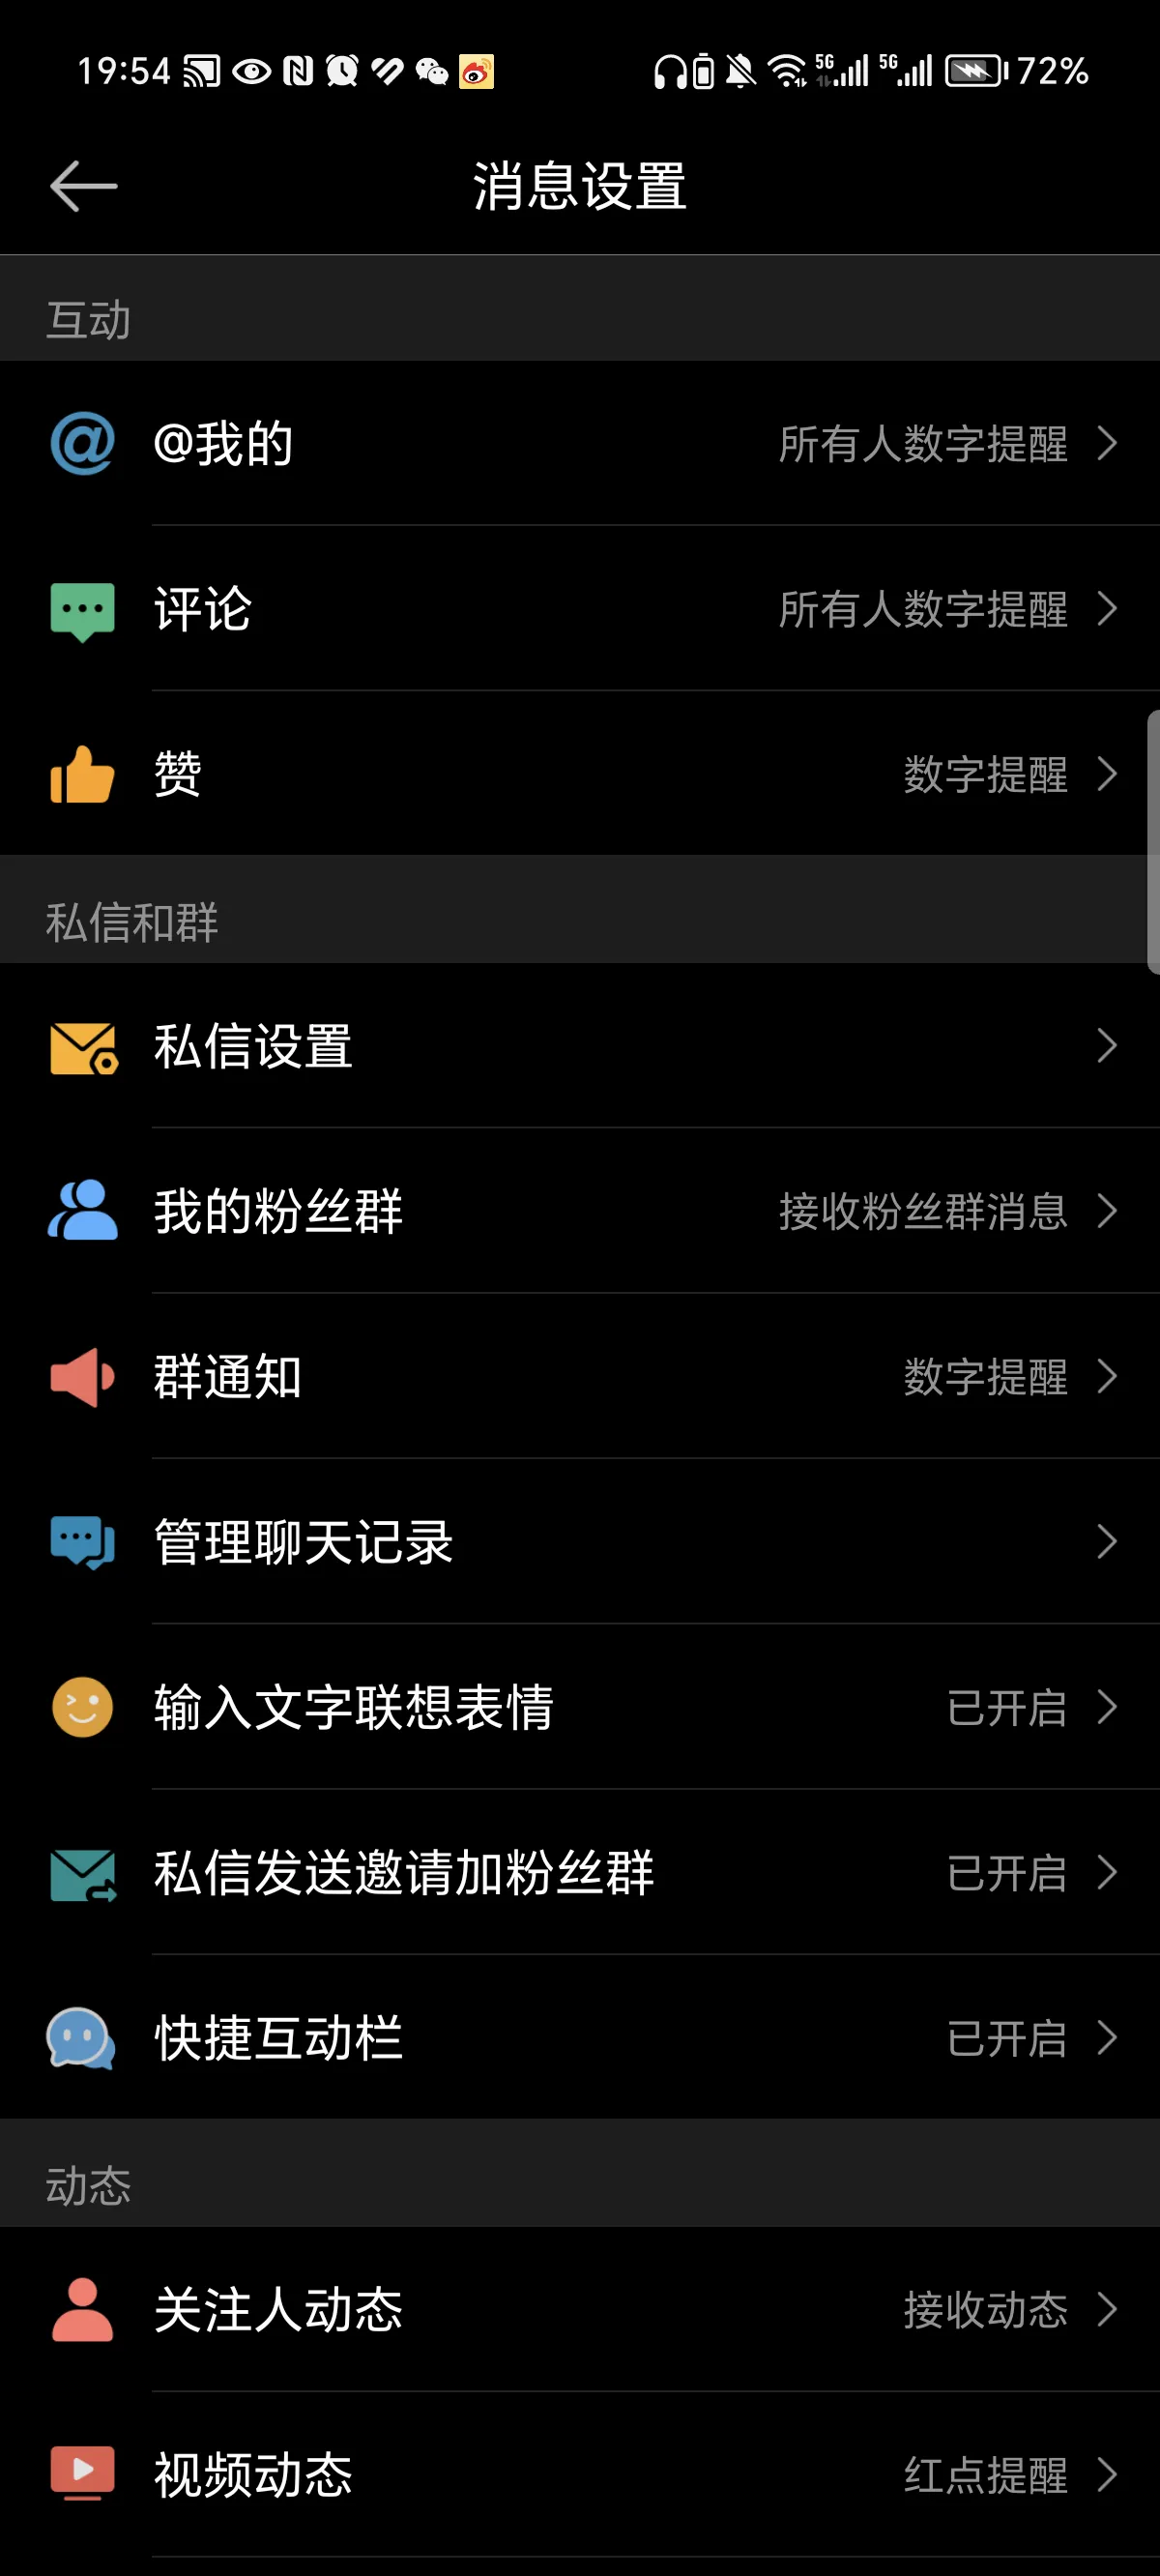 19:54 5G 5G 72%
消息设置
互动
@我的 所有人数字提醒
评论 所有人数字提醒
赞 数字提醒
私信和群
私信设置
我的粉丝群 接收粉丝群消息
群通知 数字提醒
管理聊天记录
输入文字联想表情 已开启
私信发送邀请加粉丝群 已开启
快捷互动栏 已开启
动态
关注人动态 接收动态
视频动态 红点提醒